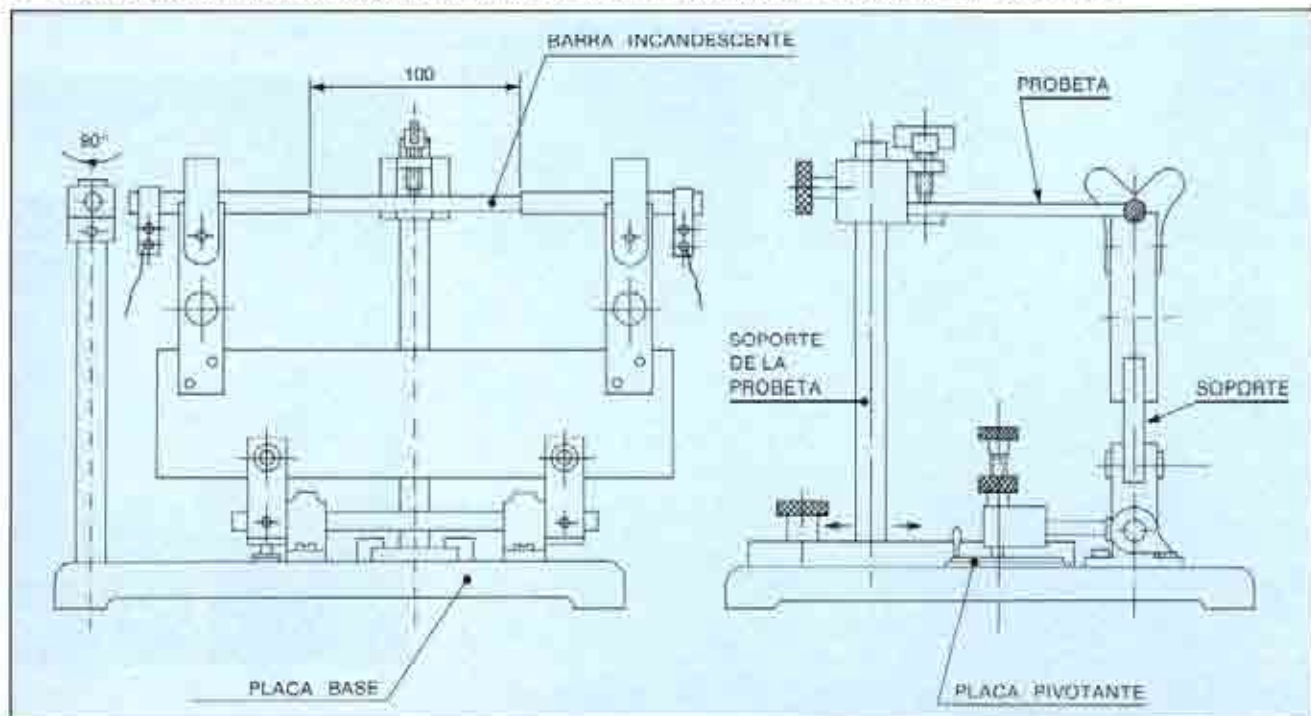 BARRA INCANDESCENTE
100
PROBETA
90°
SOPORTE
DE LA
PROBETA
SOPORTE
PLACA BASE
PLACA PIVOTANTE